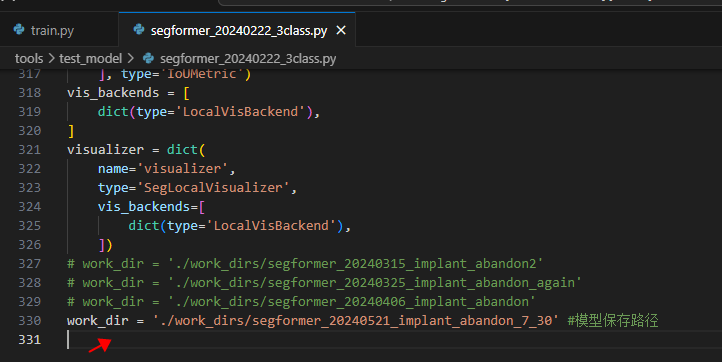 train.py
segformer_20240222_3class.py
tools > test_model > segformer_20240222_3class.py
317 ], type='IoUMetric')
318 vis_backends = [
319 dict(type='LocalVisBackend'),
320 ]
321 visualizer = dict(
322 name='visualizer',
323 type='SegLocalVisualizer',
324 vis_backends=[
325 dict(type='LocalVisBackend'),
326 ])
327 # work_dir = './work_dirs/segformer_20240315_implant_abandon2'
328 # work_dir = './work_dirs/segformer_20240325_implant_abandon_again'
329 # work_dir = './work_dirs/segformer_20240406_implant_abandon'
330 work_dir = './work_dirs/segformer_20240521_implant_abandon_7_30' #模型保存路径
331